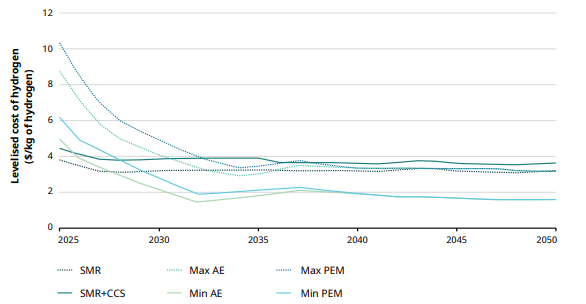 Levelised cost of hydrogen
($/kg of hydrogen)
12
10
8
6
4
2
0
2025 2030 2035 2040 2045 2050
SMR Max AE Max PEM
SMR+CCS Min AE Min PEM